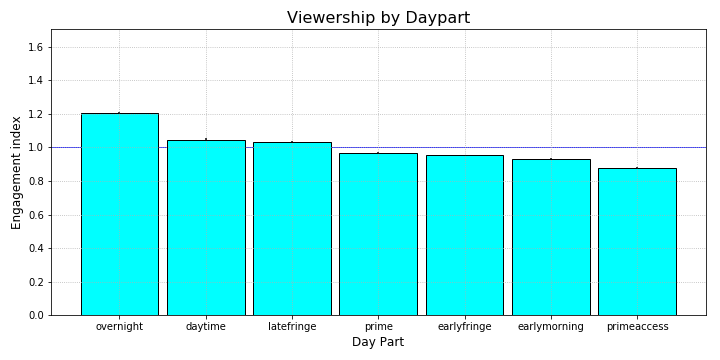 Viewership by Daypart
Engagement index
1.6
1.4
1.2
1.0
0.8
0.6
0.4
0.2
0.0
overnight daytime latefringe prime earlyfringe earlymorning primeaccess
Day Part